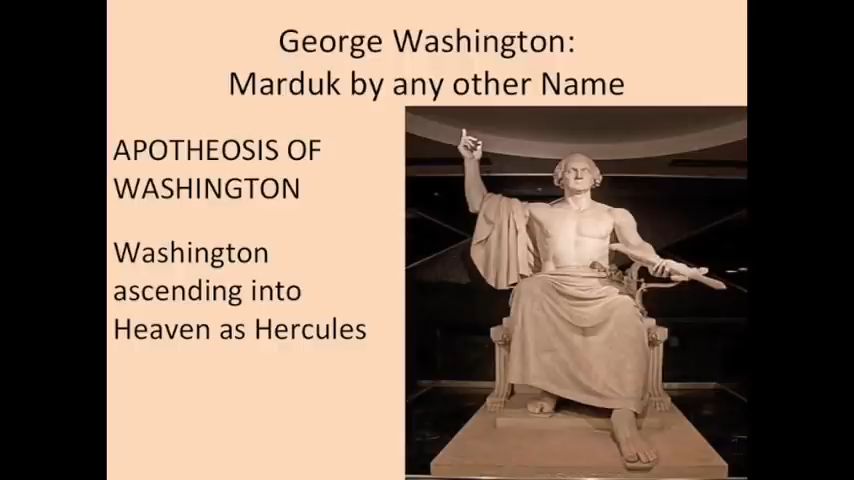 George Washington:
Marduk by any other Name
APOTHEOSIS OF
WASHINGTON
Washington
ascending into
Heaven as Hercules